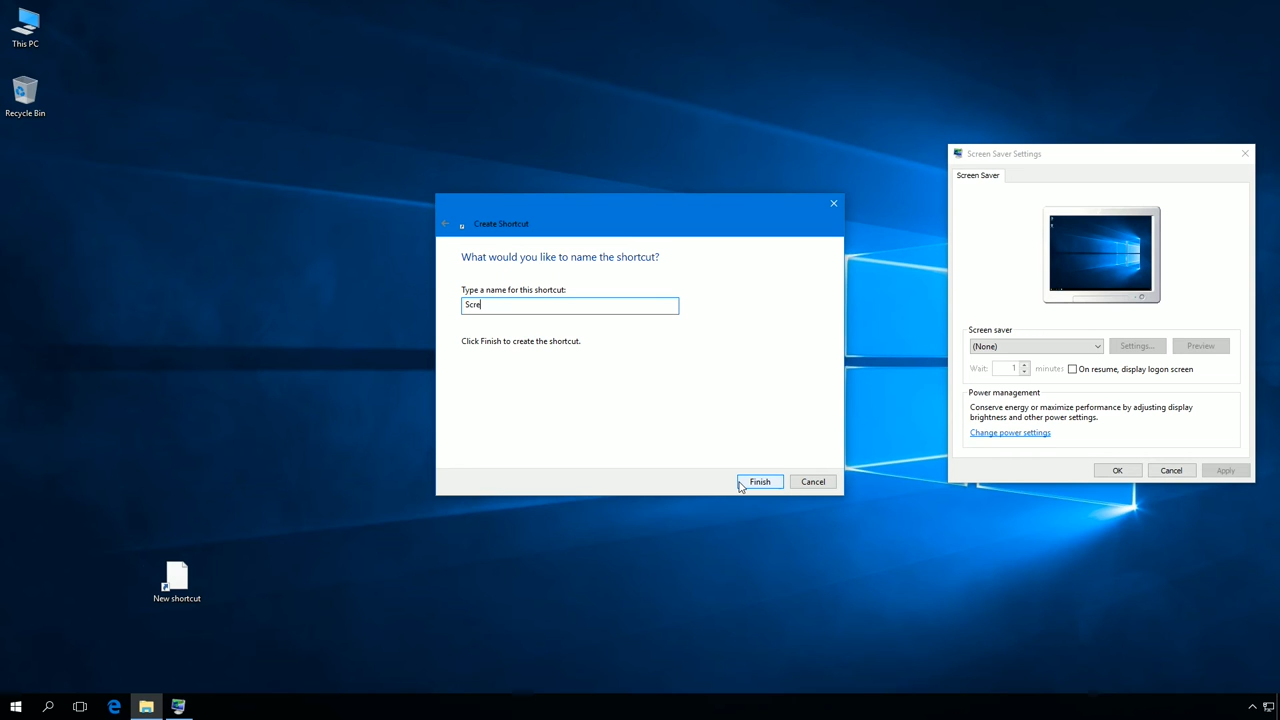 This PC
Recycle Bin
Create Shortcut
What would you like to name the shortcut?
Type a name for this shortcut:
Scre
Click Finish to create the shortcut.
Finish
Cancel
New shortcut
Screen Saver Settings
Screen Saver
Screen saver
(None)
Settings...
Preview
Wait: 1 minutes
On resume, display logon screen
Power management
Conserve energy or maximize performance by adjusting display
brightness and other power settings.
Change power settings
OK
Cancel
Apply